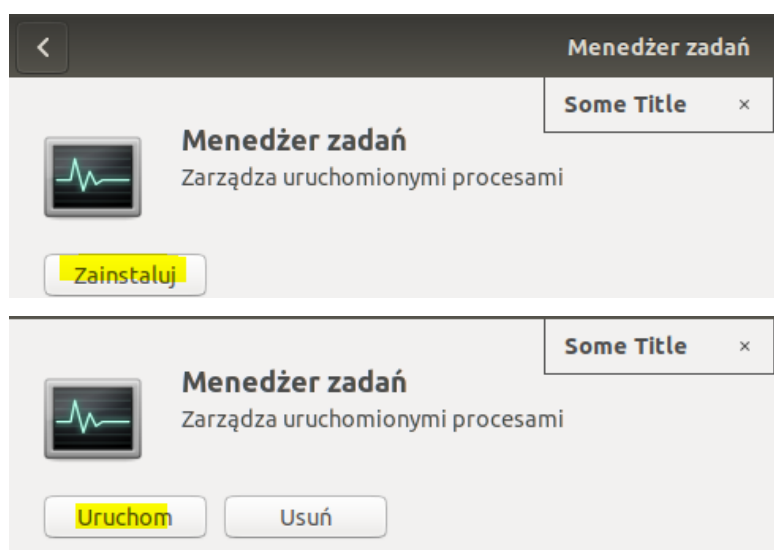 Menedżer zadań
Some Title ×
Menedżer zadań
Zarządza uruchomionymi procesami
Zainstaluj
Some Title ×
Menedżer zadań
Zarządza uruchomionymi procesami
Uruchom Usuń